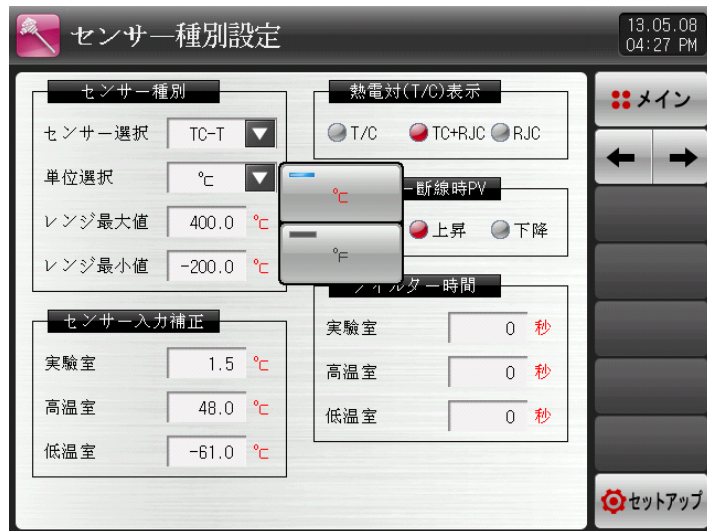 センサー種別設定
13.05.08
04:27 PM
センサー種別
センサー選択 TC-T
単位選択 ℃
レンジ最大値 400.0 ℃
レンジ最小値 -200.0 ℃
℃
℉
熱電対(T/C)表示
T/C TC+RJC RJC
ー断線時PV
上昇 下降
フィルター時間
実験室 0 秒
高温室 0 秒
低温室 0 秒
センサー入力補正
実験室 1.5 ℃
高温室 48.0 ℃
低温室 -61.0 ℃
メイン
セットアップ